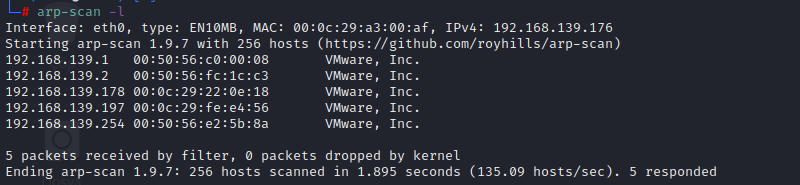 └─# arp-scan -l
Interface: eth0, type: EN10MB, MAC: 00:0c:29:a3:00:af, IPv4: 192.168.139.176
Starting arp-scan 1.9.7 with 256 hosts (https://github.com/royhills/arp-scan)
192.168.139.1 00:50:56:c0:00:08 VMware, Inc.
192.168.139.2 00:50:56:fc:1c:c3 VMware, Inc.
192.168.139.178 00:0c:29:22:0e:18 VMware, Inc.
192.168.139.197 00:0c:29:fe:e4:56 VMware, Inc.
192.168.139.254 00:50:56:e2:5b:8a VMware, Inc.
5 packets received by filter, 0 packets dropped by kernel
Ending arp-scan 1.9.7: 256 hosts scanned in 1.895 seconds (135.09 hosts/sec). 5 responded